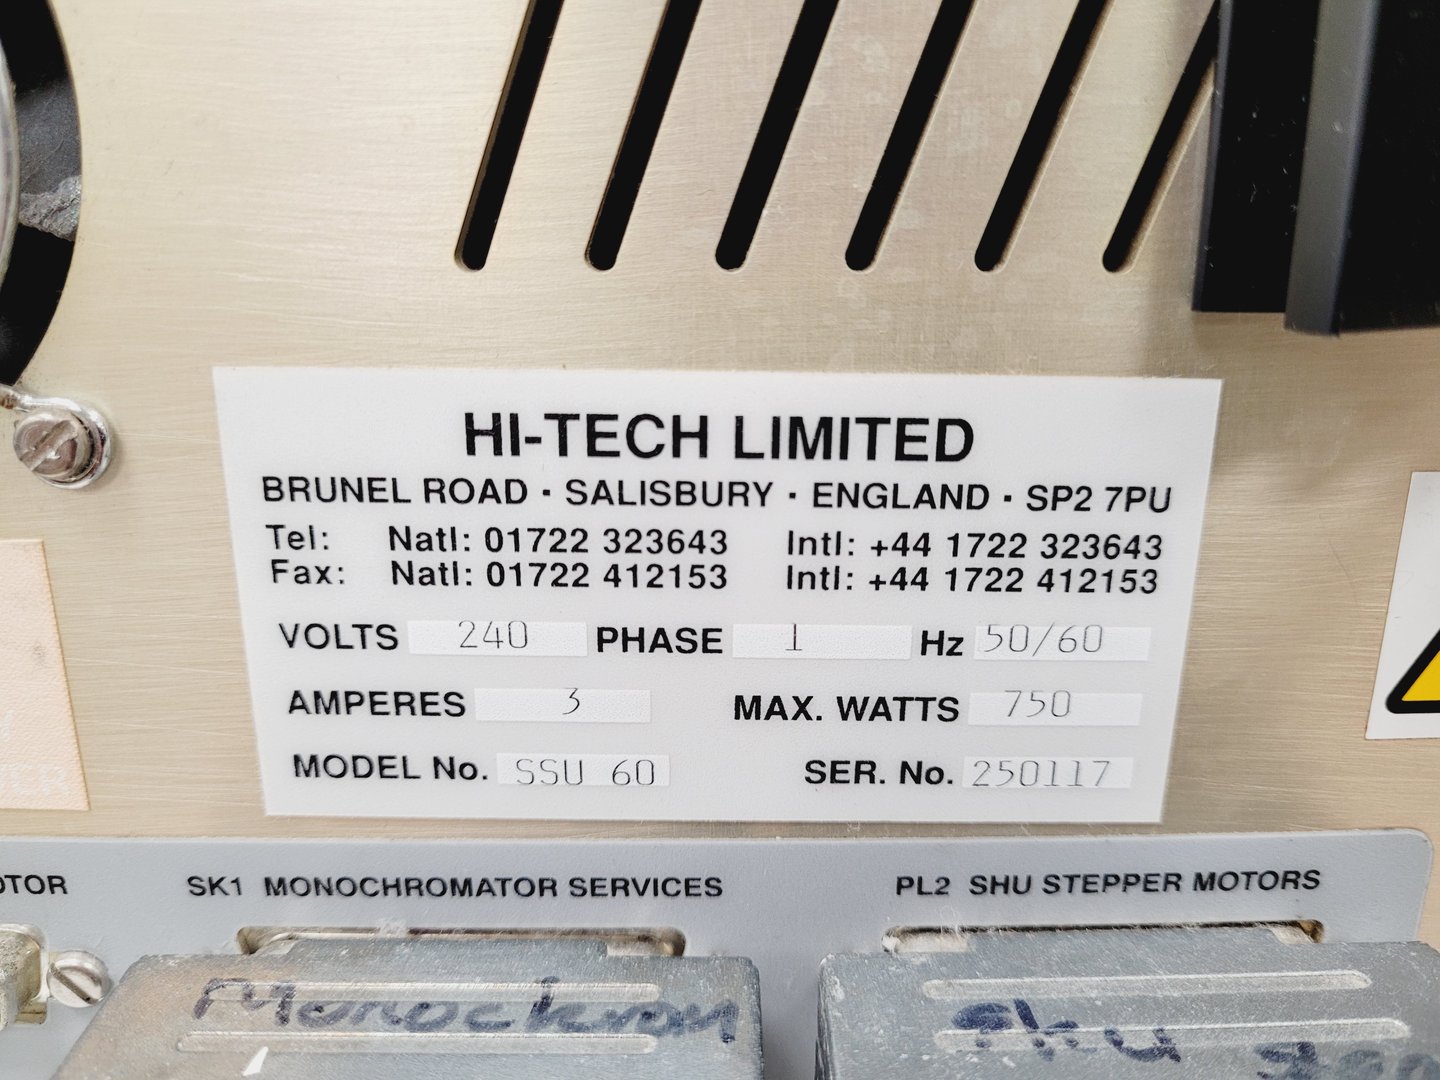 HI-TECH LIMITED
BRUNEL ROAD · SALISBURY · ENGLAND · SP2 7PU
Tel: Natl: 01722 323643 Intl: +44 1722 323643
Fax: Natl: 01722 412153 Intl: +44 1722 412153
VOLTS 240 PHASE 1 Hz 50/60
AMPERES 3 MAX. WATTS 750
MODEL No. SSU 60 SER. No. 250117
OTOR SK1 MONOCHROMATOR SERVICES PL2 SHU STEPPER MOTORS
Monochrom